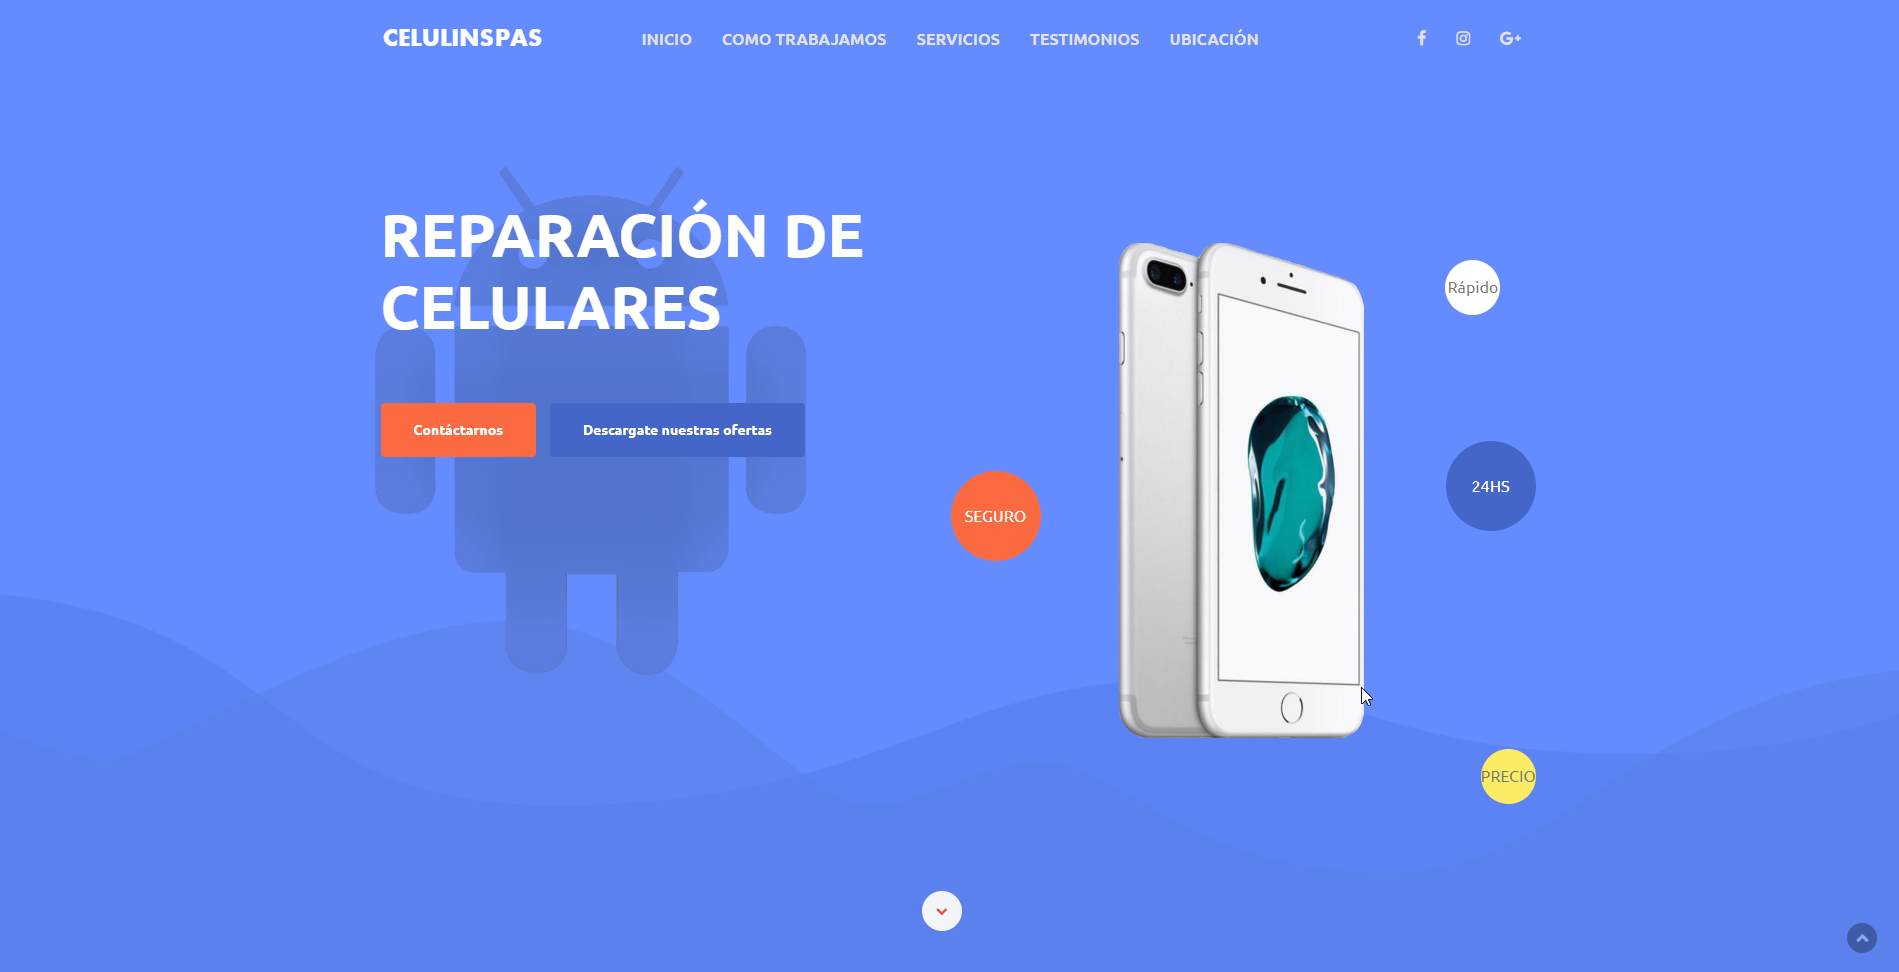 CELULINSPAS
INICIO
COMO TRABAJAMOS
SERVICIOS
TESTIMONIOS
UBICACIÓN
G+
REPARACIÓN DE
CELULARES
Contáctarnos
Descargate nuestras ofertas
Rápido
24HS
SEGURO
PRECIO